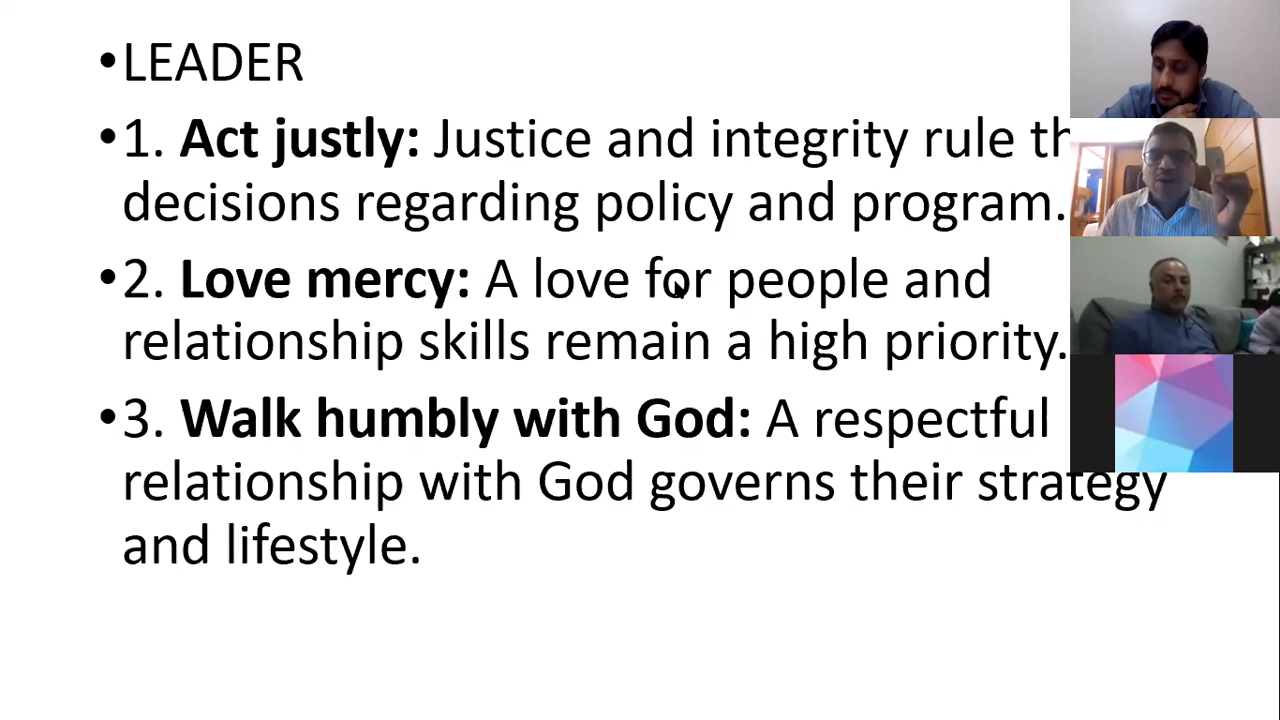 •LEADER
•1. Act justly: Justice and integrity rule
decisions regarding policy and program.
•2. Love mercy: A love for people and
relationship skills remain a high priority.
•3. Walk humbly with God: A respectful
relationship with God governs their strategy
and lifestyle.